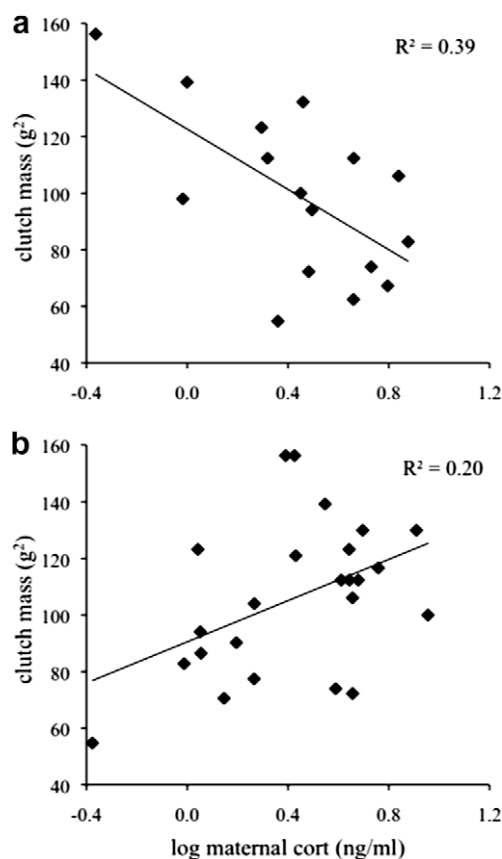 a
R² = 0.39
clutch mass (g²)
160
140
120
100
80
60
40
-0.4 0.0 0.4 0.8 1.2
b
R² = 0.20
clutch mass (g²)
160
140
120
100
80
60
40
-0.4 0.0 0.4 0.8 1.2
log maternal cort (ng/ml)